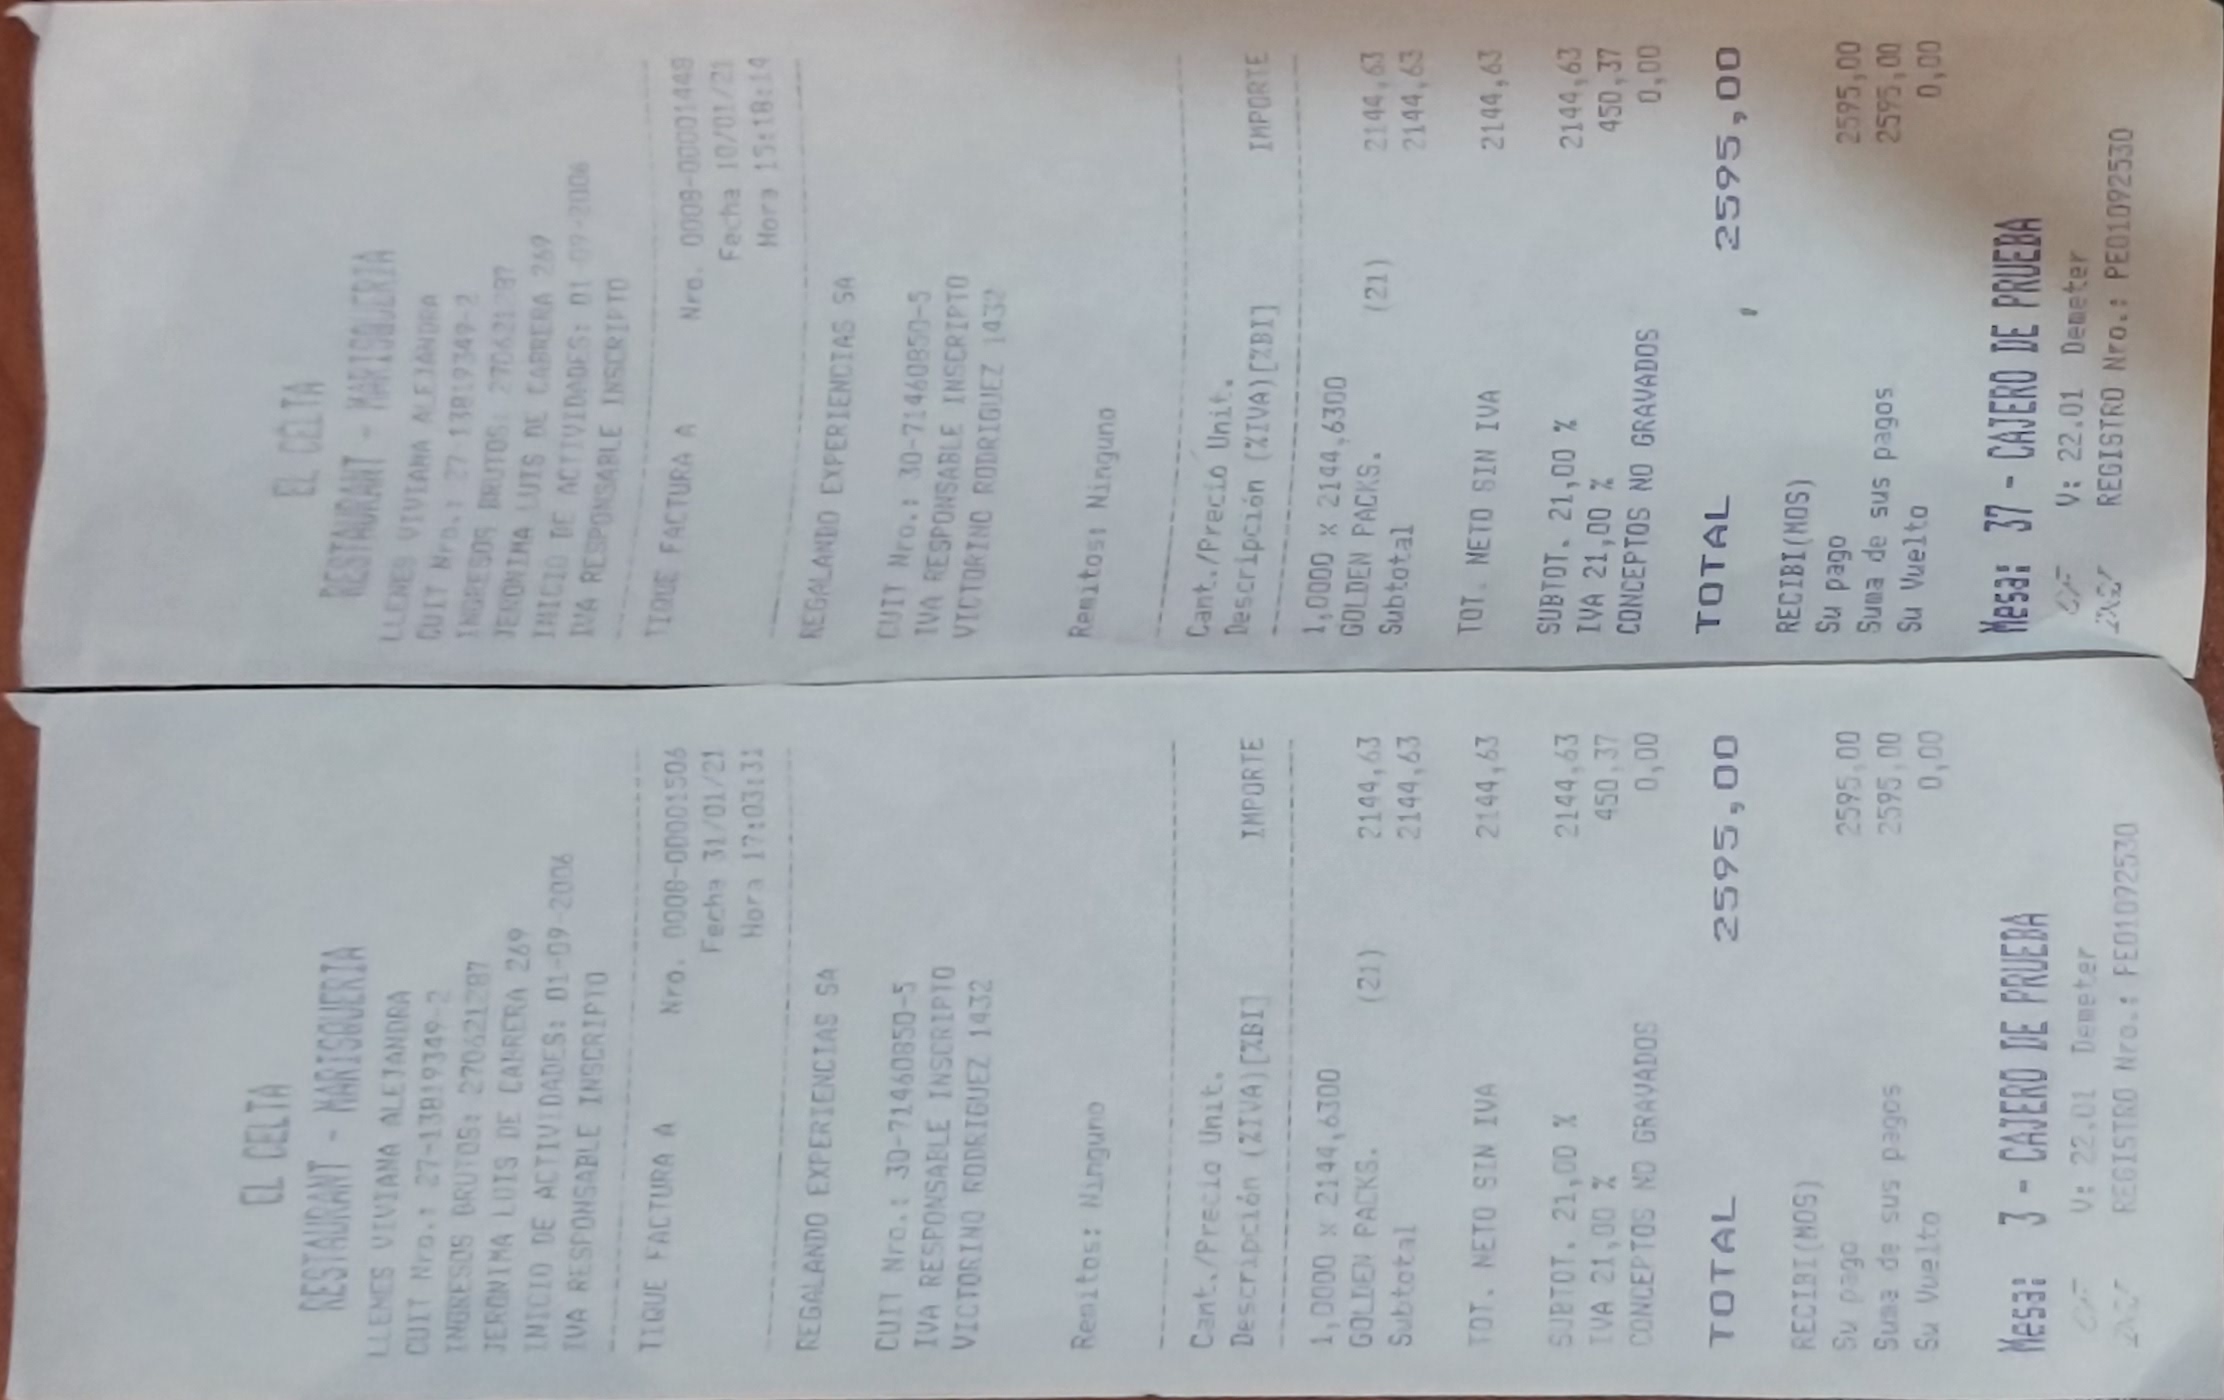 EL CELTA
RESTAURANT - MARISQUERIA
LLENES VIVIANA ALEJANDRA
CUIT Nro.: 27-13819349-2
INGRESOS BRUTOS: 270621287
JERONIMA LUIS DE CABRERA 269
INICIO DE ACTIVIDADES: 01-09-2006
IVA RESPONSABLE INSCRIPTO
TIQUE FACTURA A Nro. 0008-00001506
Fecha 31/01/21
Hora 17:03:31
REGALANDO EXPERIENCIAS SA
CUIT Nro.: 30-71460850-5
IVA RESPONSABLE INSCRIPTO
VICTORINO RODRIGUEZ 1432
Remitos: Ninguno
Cant./Precio Unit.
Descripción (%IVA)[%BI] IMPORTE
1,0000 x 2144,6300
GOLDEN PACKS. (21) 2144,63
Subtotal 2144,63
TOT. NETO SIN IVA 2144,63
SUBTOT. 21,00 % 2144,63
IVA 21,00 % 450,37
CONCEPTOS NO GRAVADOS 0,00
TOTAL 2595,00
RECIBI(MOS)
Su pago 2595,00
Suma de sus pagos 2595,00
Su Vuelto 0,00
Mesa: 3 - CAJERO DE PRUEBA
CF V: 22.01 Demeter
REGISTRO Nro.: PEO1092530
EL CELTA
RESTAURANT - MARISQUERIA
LLENES VIVIANA ALEJANDRA
CUIT Nro.: 27-13819349-2
INGRESOS BRUTOS: 270621287
JERONIMA LUIS DE CABRERA 269
INICIO DE ACTIVIDADES: 01-09-2006
IVA RESPONSABLE INSCRIPTO
TIQUE FACTURA A Nro. 0008-00001448
Fecha 10/01/21
Hora 15:18:14
REGALANDO EXPERIENCIAS SA
CUIT Nro.: 30-71460850-5
IVA RESPONSABLE INSCRIPTO
VICTORINO RODRIGUEZ 1432
Remitos: Ninguno
Cant./Precio Unit.
Descripción (%IVA)[%BI] IMPORTE
1,0000 x 2144,6300
GOLDEN PACKS. (21) 2144,63
Subtotal 2144,63
TOT. NETO SIN IVA 2144,63
SUBTOT. 21,00 % 2144,63
IVA 21,00 % 450,37
CONCEPTOS NO GRAVADOS 0,00
TOTAL 2595,00
RECIBI(MOS)
Su pago 2595,00
Suma de sus pagos 2595,00
Su Vuelto 0,00
Mesa: 37 - CAJERO DE PRUEBA
CF V: 22.01 Demeter
REGISTRO Nro.: PEO1092530